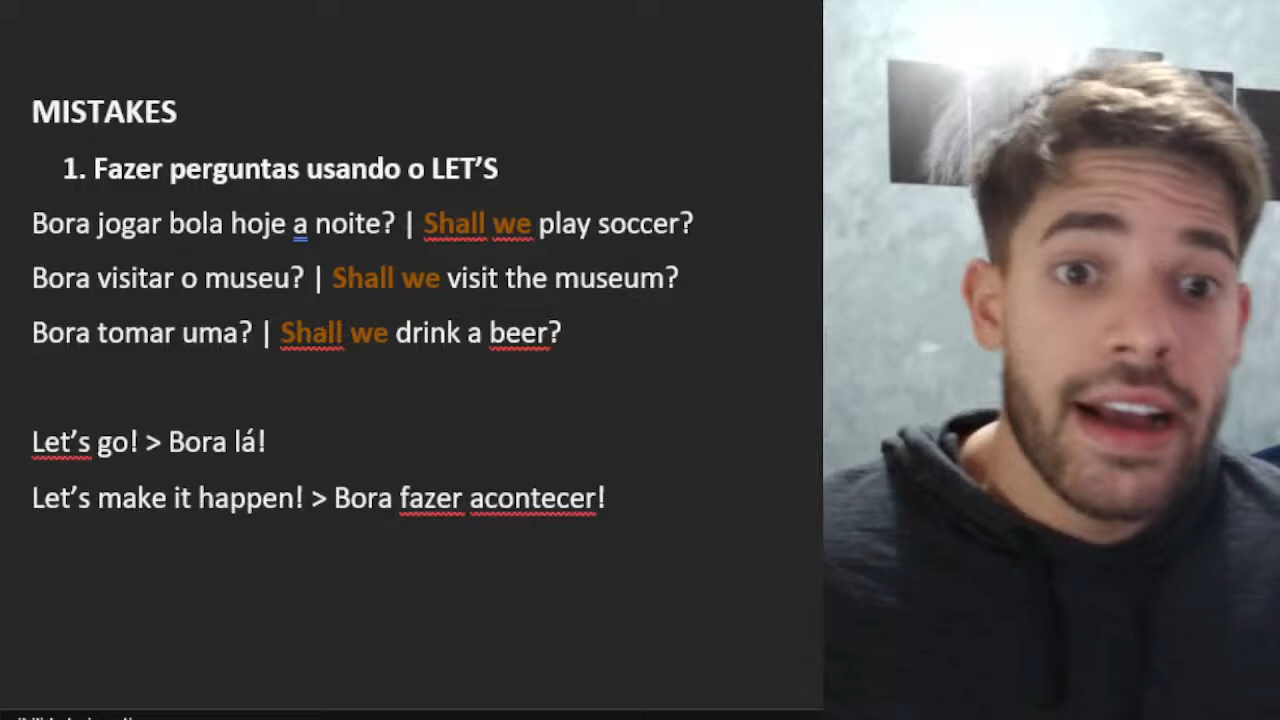 MISTAKES
1. Fazer perguntas usando o LET'S
Bora jogar bola hoje a noite? | Shall we play soccer?
Bora visitar o museu? | Shall we visit the museum?
Bora tomar uma? | Shall we drink a beer?
Let's go! > Bora lá!
Let's make it happen! > Bora fazer acontecer!